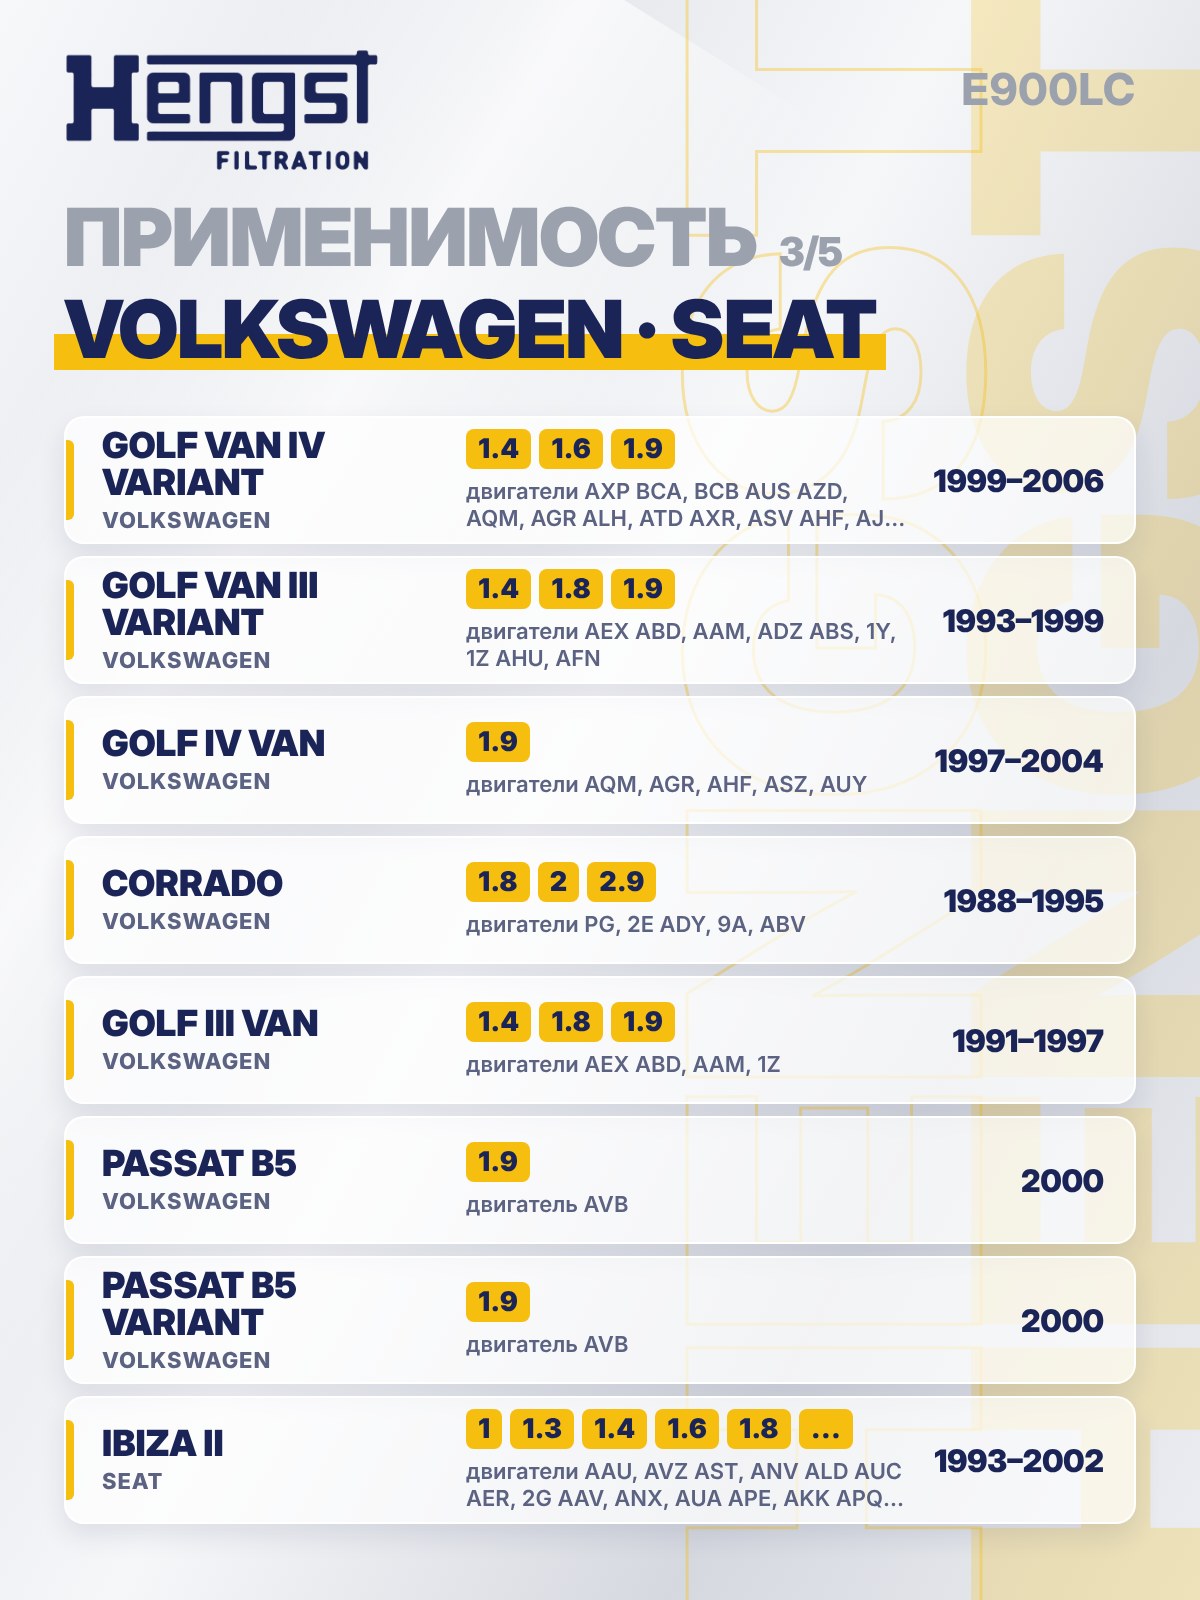 Hengst
FILTRATION
E900LC
ПРИМЕНИМОСТЬ 3/5
VOLKSWAGEN · SEAT
GOLF VAN IV
VARIANT
VOLKSWAGEN
1.4 1.6 1.9
двигатели AXP BCA, BCB AUS AZD,
AQM, AGR ALH, ATD AXR, ASV AHF, AJ...
1999–2006
GOLF VAN III
VARIANT
VOLKSWAGEN
1.4 1.8 1.9
двигатели AEX ABD, AAM, ADZ ABS, 1Y,
1Z AHU, AFN
1993–1999
GOLF IV VAN
VOLKSWAGEN
1.9
двигатели AQM, AGR, AHF, ASZ, AUY
1997–2004
CORRADO
VOLKSWAGEN
1.8 2 2.9
двигатели PG, 2E ADY, 9A, ABV
1988–1995
GOLF III VAN
VOLKSWAGEN
1.4 1.8 1.9
двигатели AEX ABD, AAM, 1Z
1991–1997
PASSAT B5
VOLKSWAGEN
1.9
двигатель AVB
2000
PASSAT B5
VARIANT
VOLKSWAGEN
1.9
двигатель AVB
2000
IBIZA II
SEAT
1 1.3 1.4 1.6 1.8 ...
двигатели AAU, AVZ AST, ANV ALD AUC
AER, 2G AAV, ANX, AUA APE, AKK APQ...
1993–2002
HENGST
HENGST